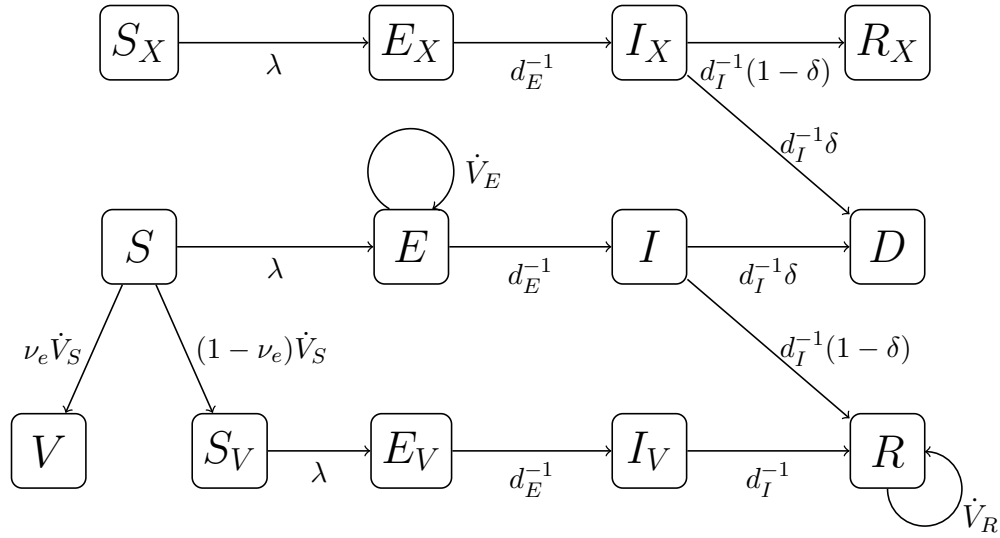 S_X E_X I_X R_X
λ d_E^{-1} d_I^{-1}(1 − δ)
d_I^{-1}δ
V̇_E
S E I D
λ d_E^{-1} d_I^{-1}δ
ν_e V̇_S (1 − ν_e)V̇_S d_I^{-1}(1 − δ)
V S_V E_V I_V R
λ d_E^{-1} d_I^{-1}
V̇_R